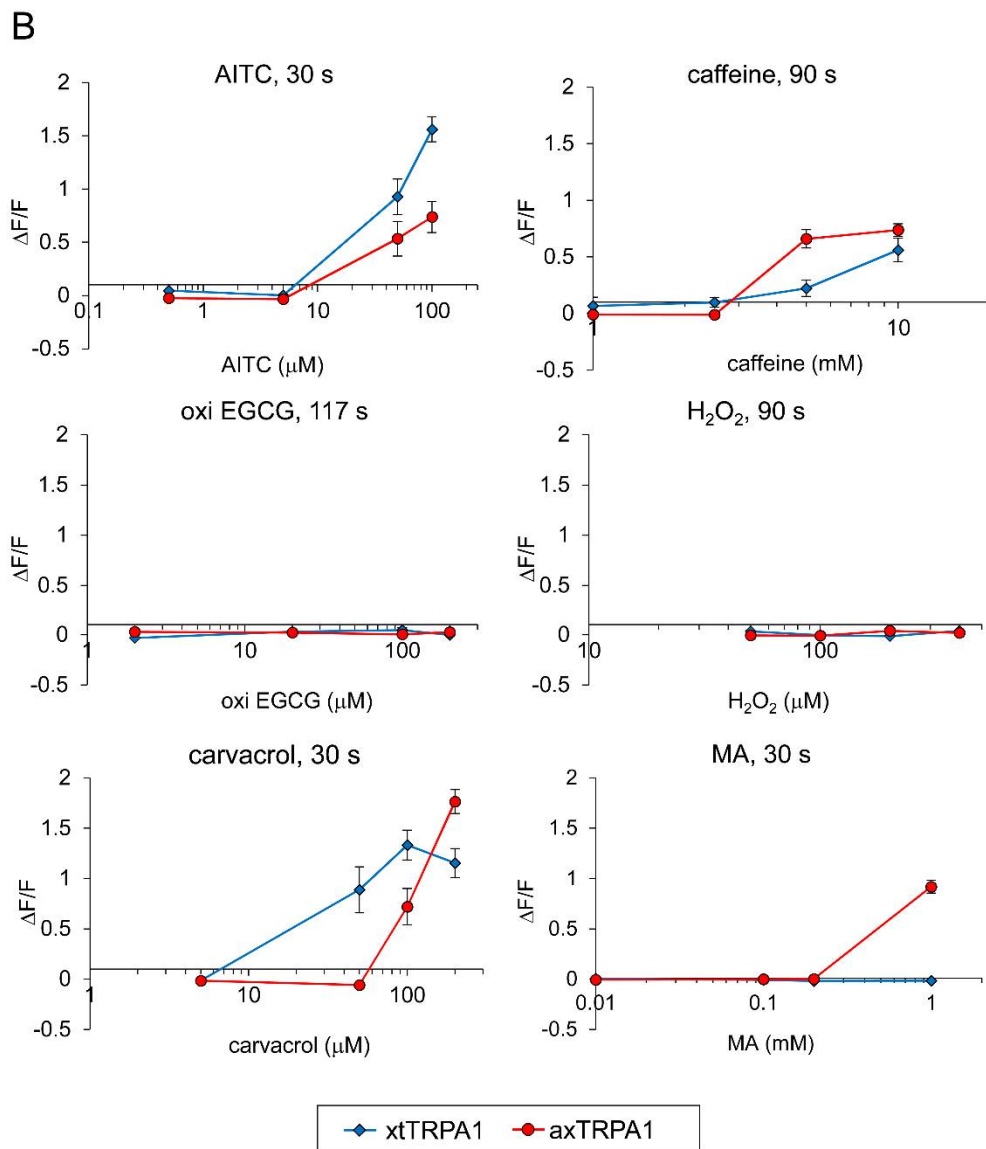 B
AITC, 30 s
2
1.5
1
0.5
0
-0.5
ΔF/F
0.1 1 10 100
AITC (μM)
caffeine, 90 s
2
1.5
1
0.5
0
-0.5
ΔF/F
1 10
caffeine (mM)
oxi EGCG, 117 s
2
1.5
1
0.5
0
-0.5
ΔF/F
1 10 100
oxi EGCG (μM)
H₂O₂, 90 s
2
1.5
1
0.5
0
-0.5
ΔF/F
10 100
H₂O₂ (μM)
carvacrol, 30 s
2
1.5
1
0.5
0
-0.5
ΔF/F
1 10 100
carvacrol (μM)
MA, 30 s
2
1.5
1
0.5
0
-0.5
ΔF/F
0.01 0.1 1
MA (mM)
xtTRPA1 axTRPA1